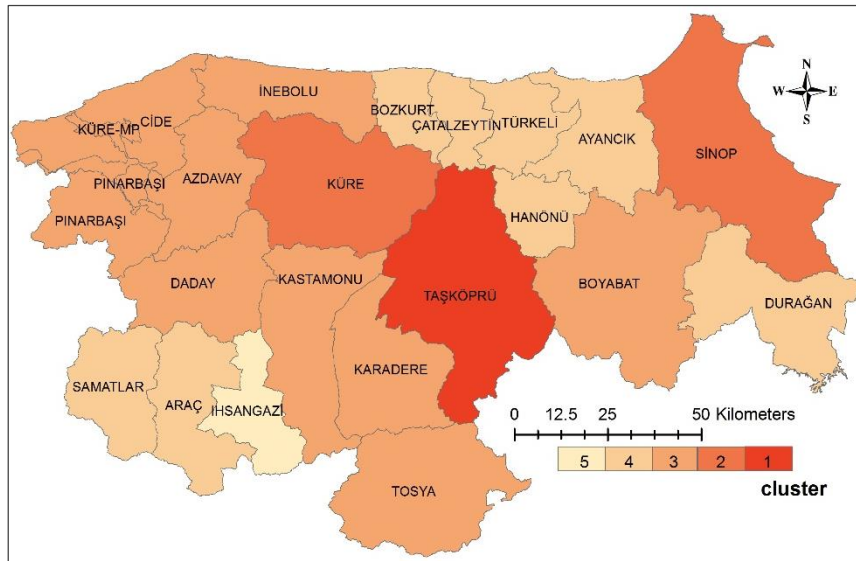 N
W E
S
İNEBOLU
BOZKURT
ÇATALZEYTİN
TÜRKELİ
AYANCIK
SİNOP
CİDE
KÜRE-MP
PINARBAŞI
AZDAVAY
KÜRE
HANÖNÜ
PINARBAŞI
DADAY
KASTAMONU
TAŞKÖPRÜ
BOYABAT
DURAĞAN
SAMATLAR
ARAÇ
İHSANGAZİ
KARADERE
TOSYA
0 12.5 25 50 Kilometers
5 4 3 2 1
cluster